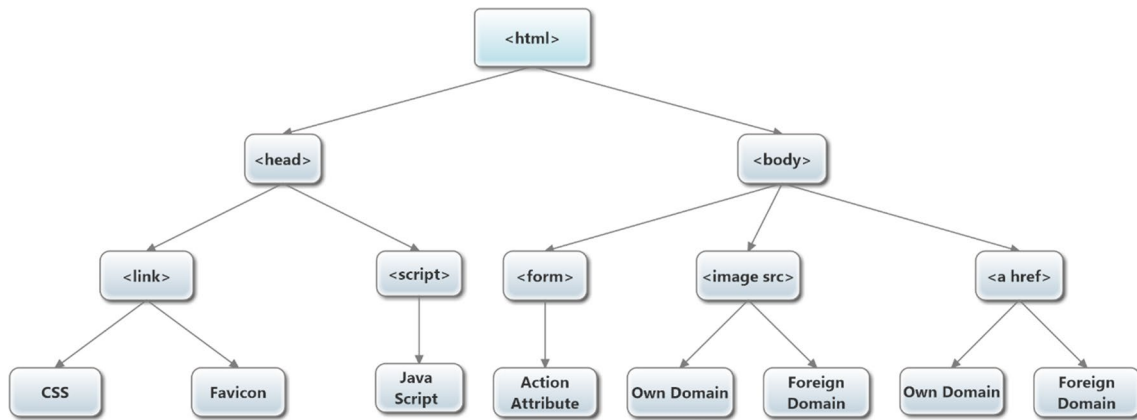 <html>
<head>
<body>
<link>
<script>
<form>
<image src>
<a href>
CSS
Favicon
Java
Script
Action
Attribute
Own Domain
Foreign
Domain
Own Domain
Foreign
Domain